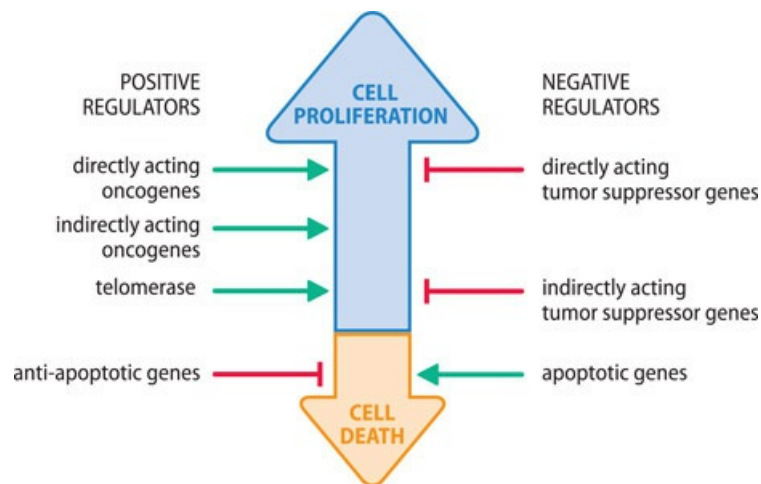 POSITIVE
REGULATORS
CELL
PROLIFERATION
NEGATIVE
REGULATORS
directly acting
oncogenes
directly acting
tumor suppressor genes
indirectly acting
oncogenes
telomerase
indirectly acting
tumor suppressor genes
anti-apoptotic genes
apoptotic genes
CELL
DEATH